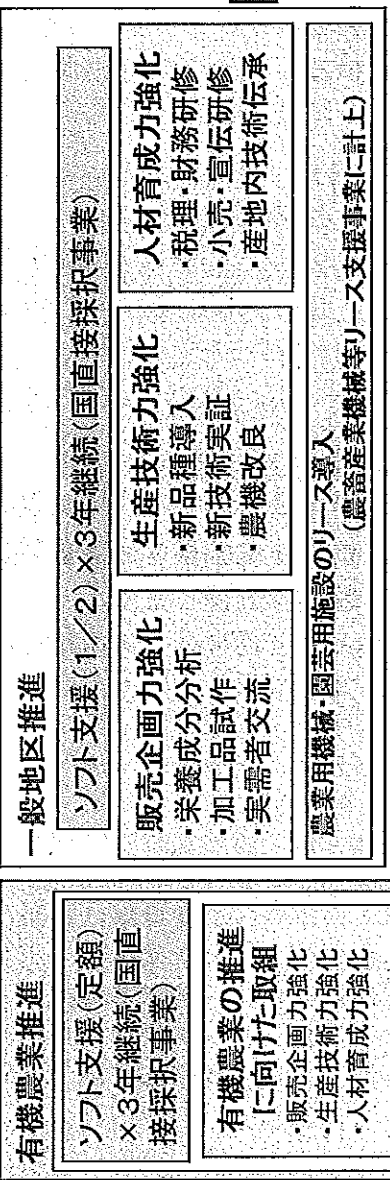 有機農業推進
ソフト支援(定額)
×3年継続(国直
接採択事業)
有機農業の推進
に向けた取組
・販売企画力強化
・生産技術力強化
・人材育成力強化
一般地区推進
ソフト支援(1/2)×3年継続(国直接採択事業)
販売企画力強化
・栄養成分分析
・加工品試作
・実需者交流
生産技術力強化
・新品種導入
・新技術実証
・農機改良
人材育成力強化
・税理・財務研修
・小売・宣伝研修
・産地内技術伝承
農業用機械・園芸用施設のリース導入
(農畜産業機械等リース支援事業に計上)